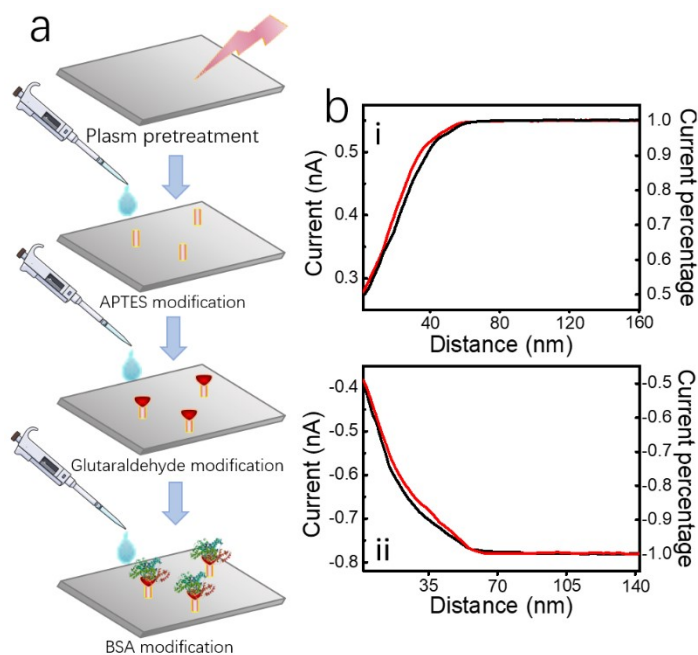 a
Plasm pretreatment
APTES modification
Glutaraldehyde modification
BSA modification
b
i
Current (nA)
0.5
0.4
0.3
1.0
0.9
0.8
0.7
0.6
0.5
Current percentage
40 80 120 160
Distance (nm)
ii
Current (nA)
-0.4
-0.5
-0.6
-0.7
-0.8
-0.5
-0.6
-0.7
-0.8
-0.9
-1.0
Current percentage
35 70 105 140
Distance (nm)